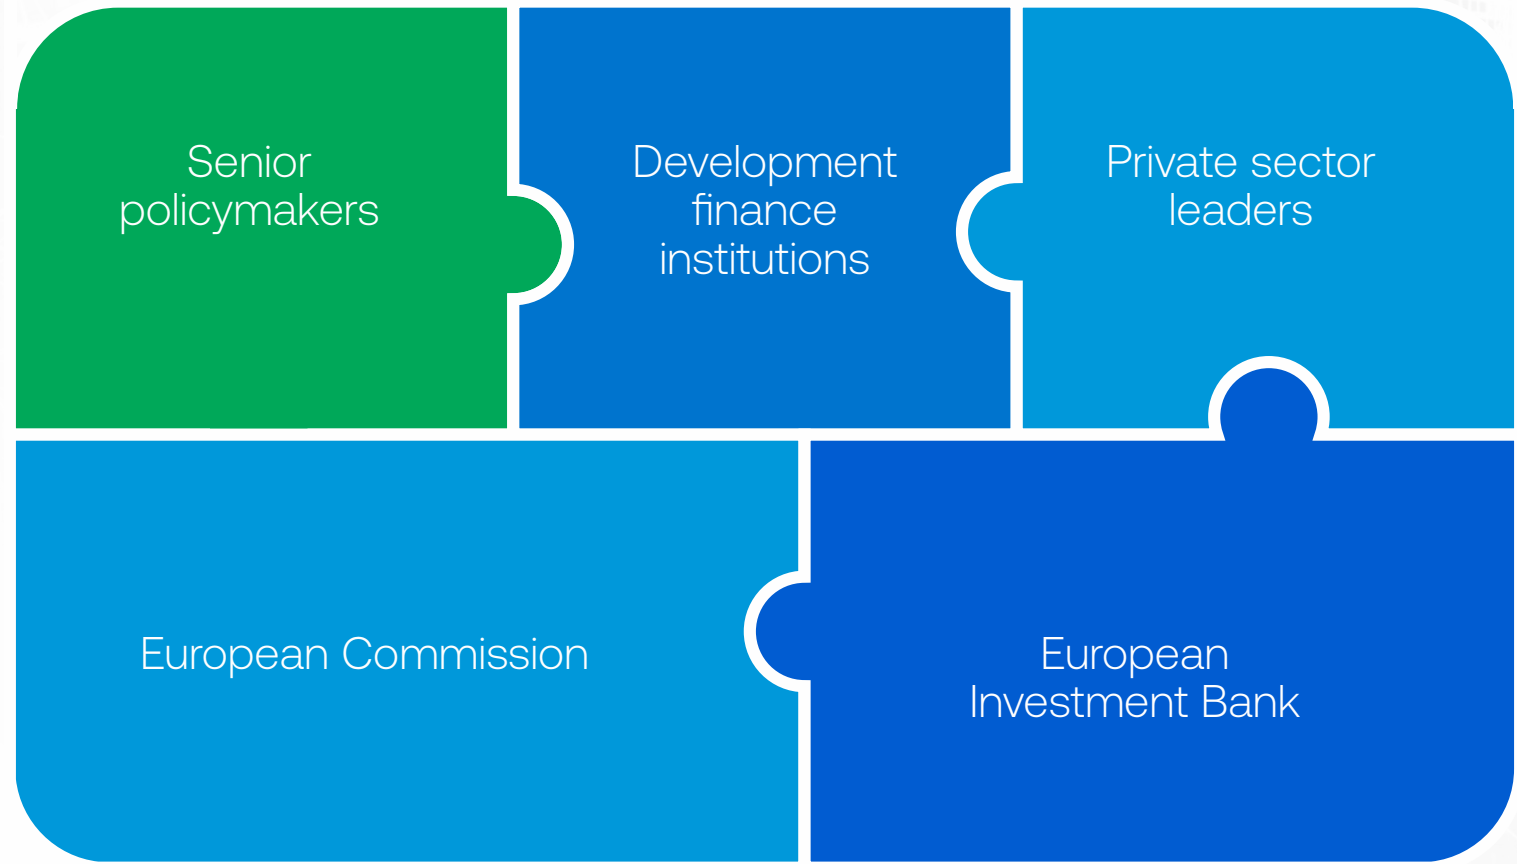 Senior
policymakers
Development
finance
institutions
Private sector
leaders
European Commission
European
Investment Bank